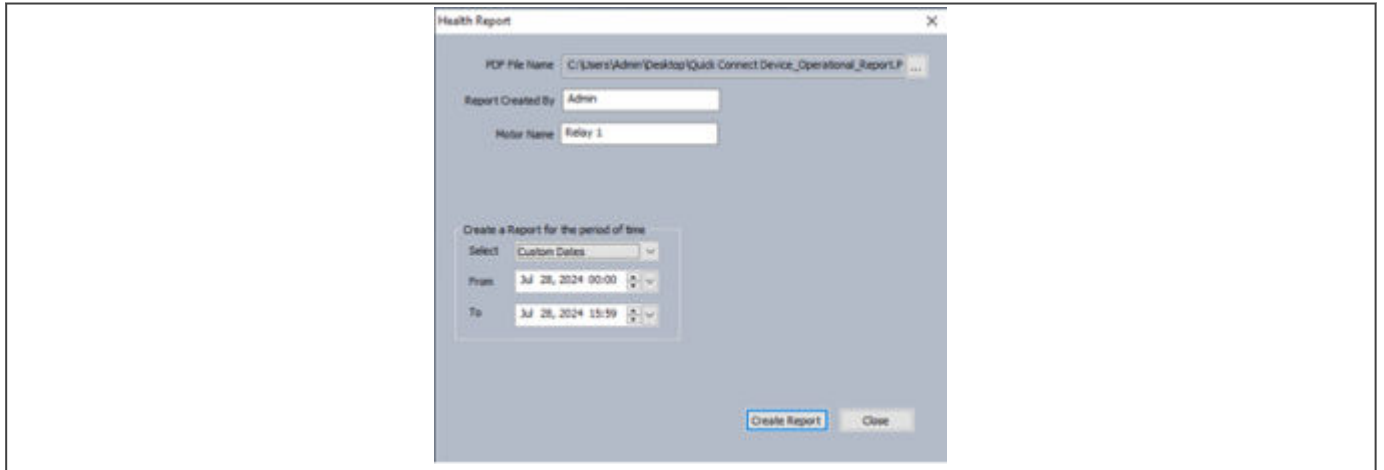 Health Report
PDF File Name C:\Users\Admin\Desktop\Quick Connect Device_Operational_Report.P ...
Report Created By Admin
Motor Name Relay 1
Create a Report for the period of time
Select Custom Dates
From Jul 28, 2024 00:00
To Jul 28, 2024 15:59
Create Report Close